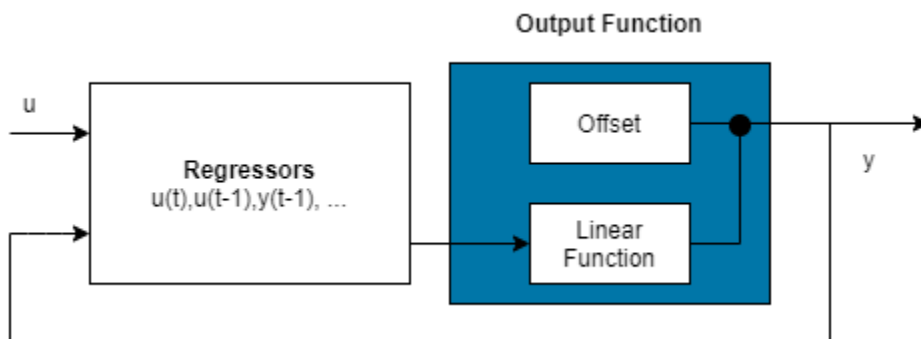 Output Function
u
Offset
Regressors
u(t),u(t-1),y(t-1), ...
y
Linear
Function